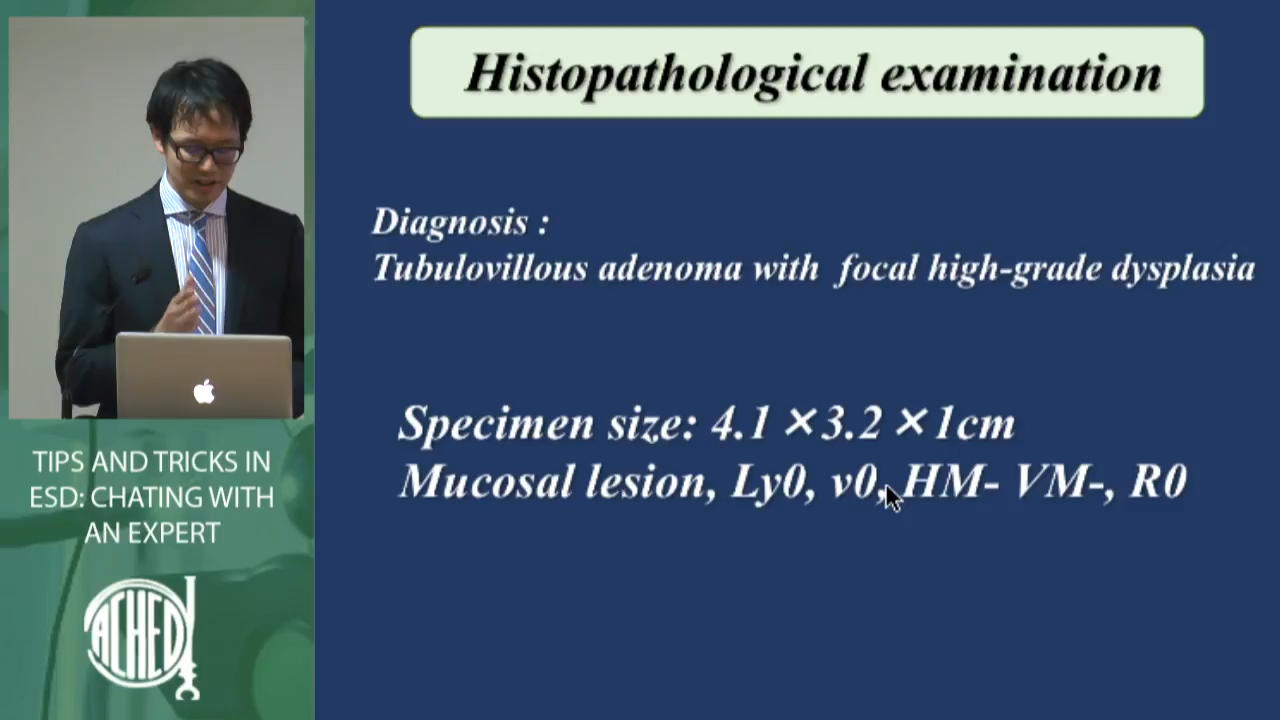 Histopathological examination
Diagnosis :
Tubulovillous adenoma with focal high-grade dysplasia
Specimen size: 4.1×3.2×1cm
Mucosal lesion, Ly0, v0, HM- VM-, R0
TIPS AND TRICKS IN
ESD: CHATING WITH
AN EXPERT
ACHED